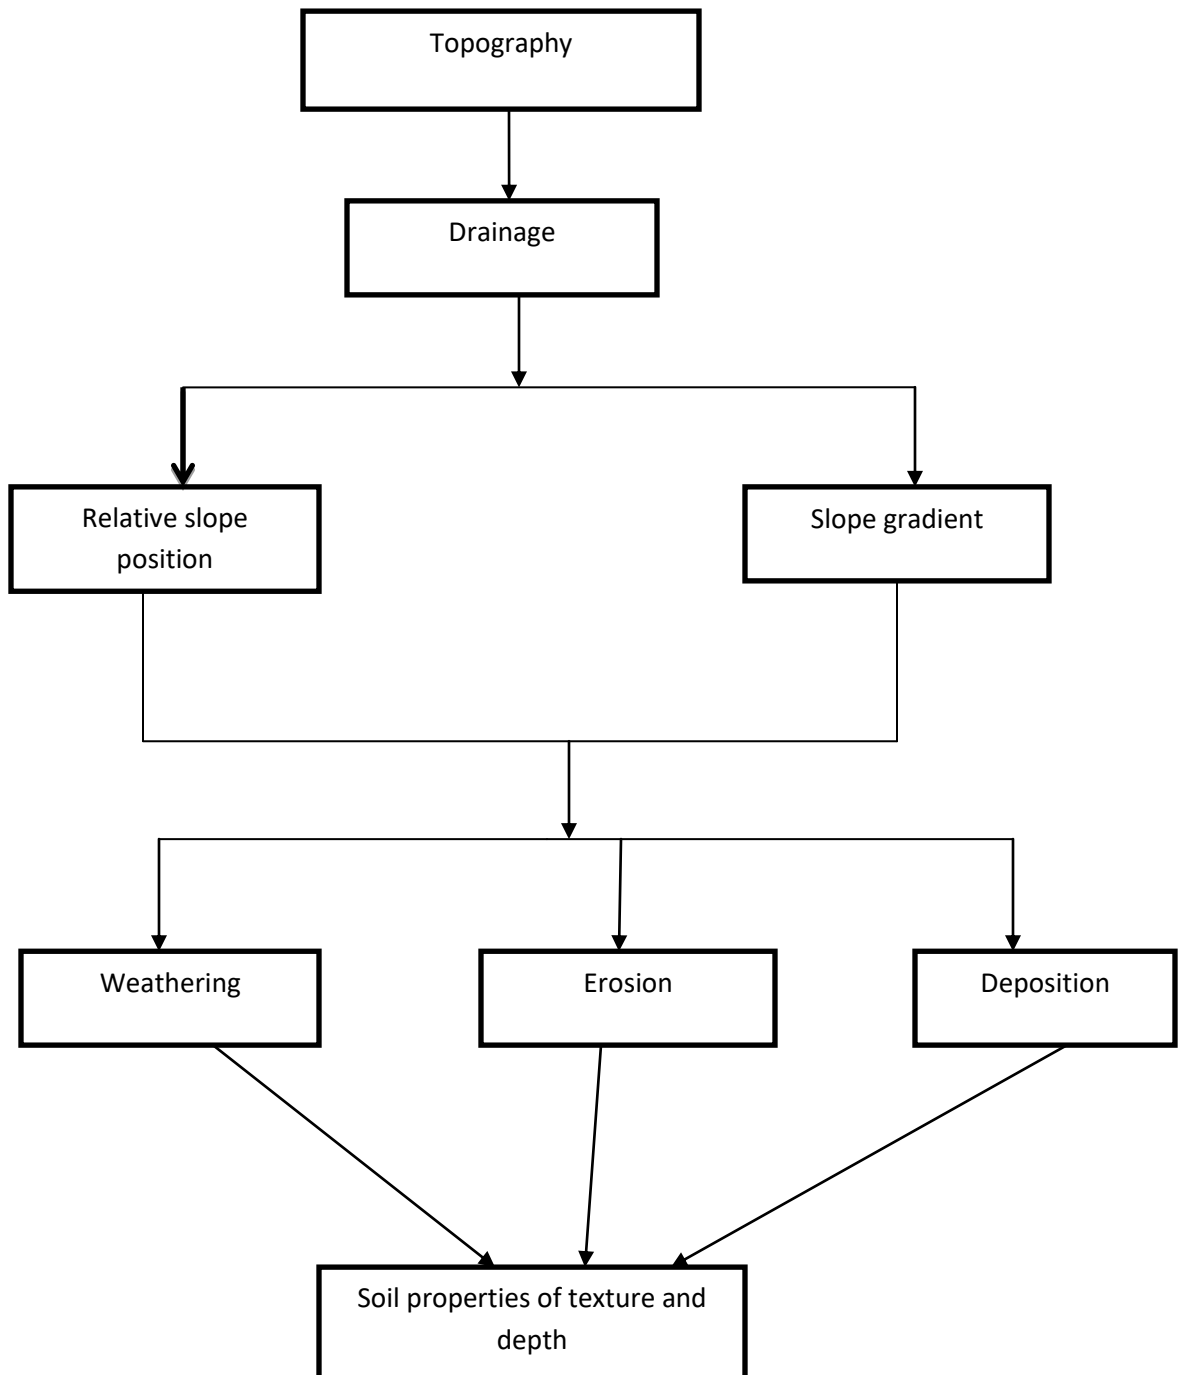 Topography
Drainage
Relative slope
position
Slope gradient
Weathering
Erosion
Deposition
Soil properties of texture and
depth